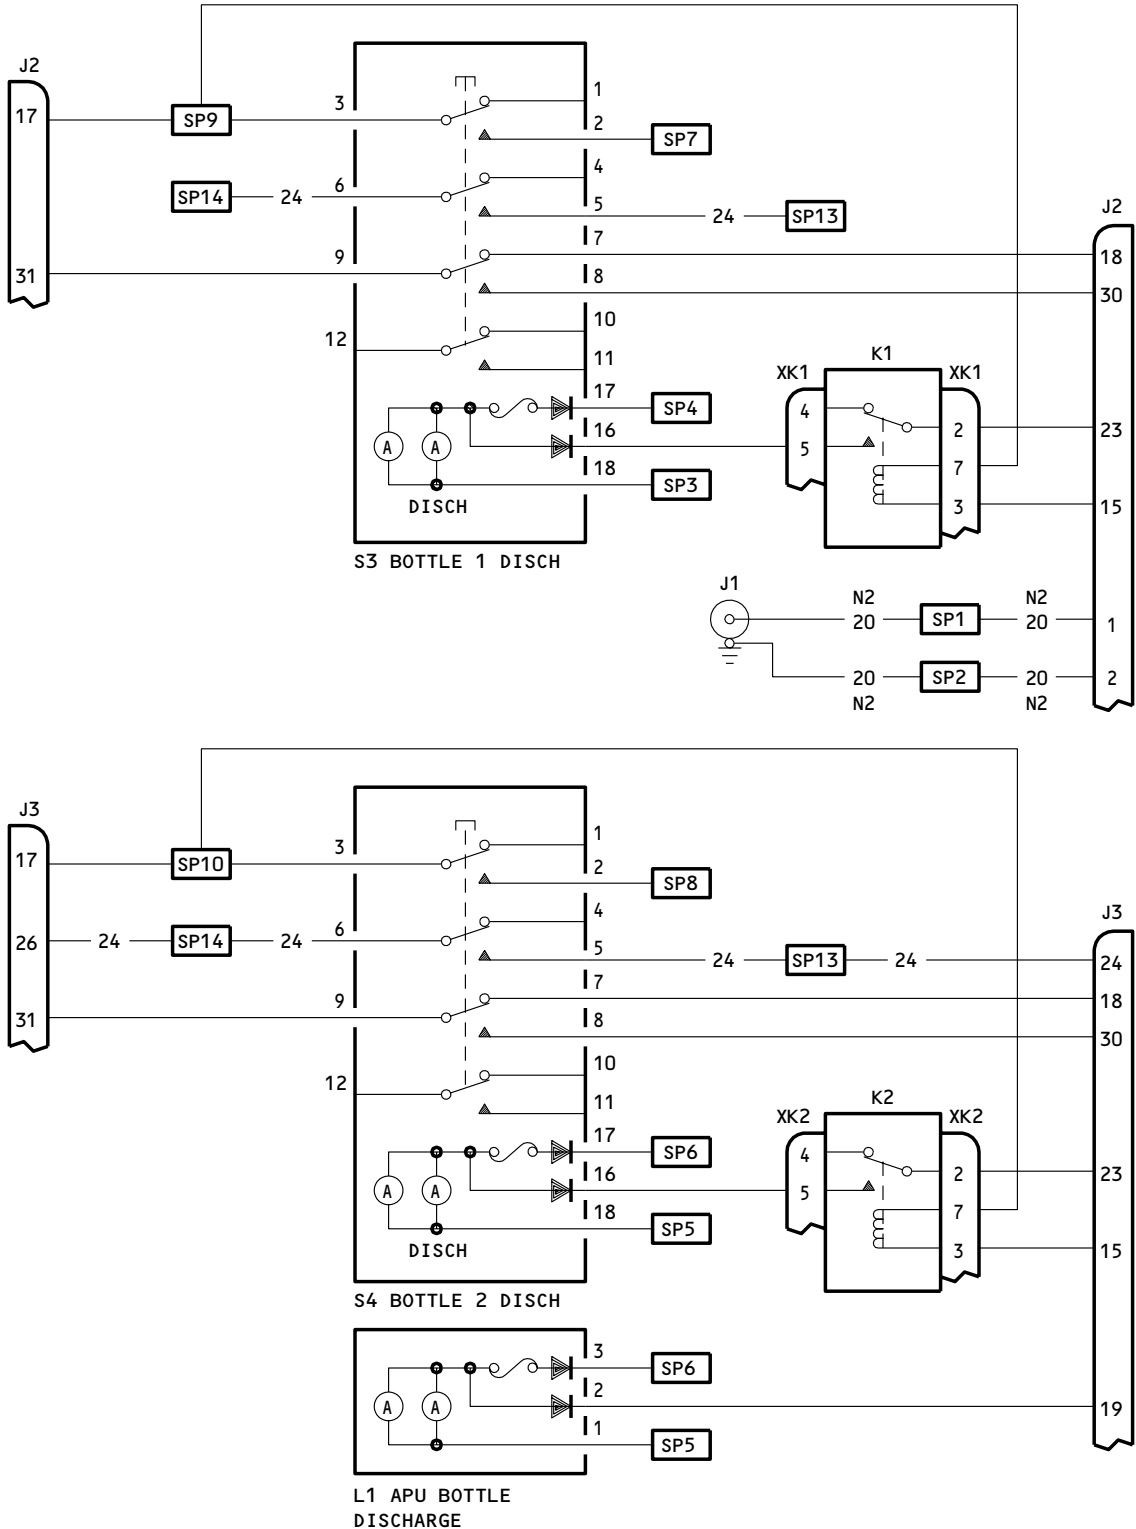 J2
17
SP9
3
1
2
SP7
SP14
24
6
4
5
24
SP13
J2
31
9
7
8
18
30
12
10
11
K1
XK1
XK1
17
SP4
4
2
23
16
5
A
A
7
18
SP3
3
15
DISCH
S3 BOTTLE 1 DISCH
J1
N2
N2
20
SP1
20
1
20
SP2
20
2
N2
N2
J3
17
SP10
3
1
2
SP8
26
24
SP14
24
6
4
5
24
SP13
24
J3
24
31
9
7
8
18
30
12
10
11
K2
XK2
XK2
17
SP6
4
2
23
16
5
A
A
7
18
SP5
3
15
DISCH
S4 BOTTLE 2 DISCH
3
SP6
A
A
2
19
1
SP5
L1 APU BOTTLE
DISCHARGE